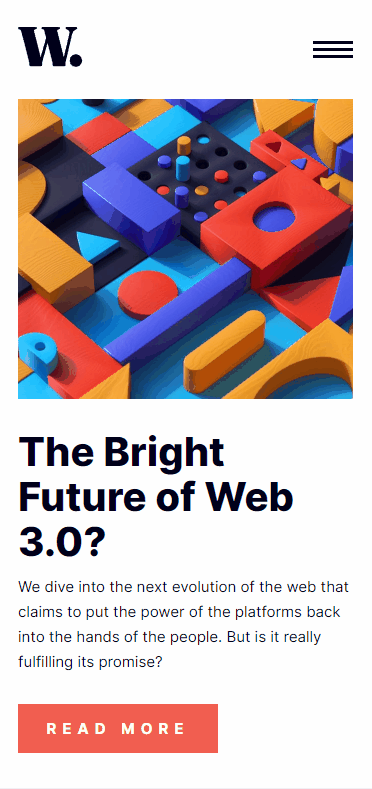 W.
The Bright
Future of Web
3.0?
We dive into the next evolution of the web that
claims to put the power of the platforms back
into the hands of the people. But is it really
fulfilling its promise?
READ MORE